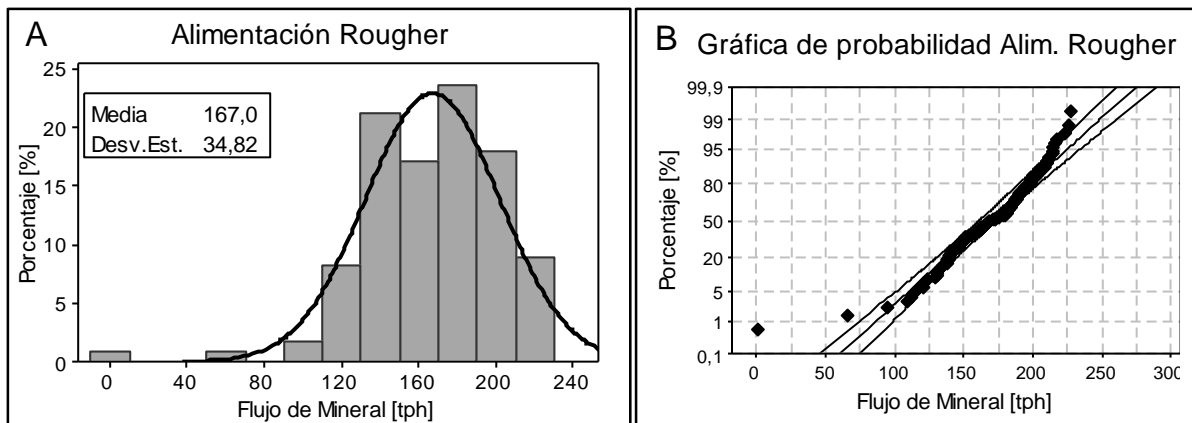 A
Alimentación Rougher
25
20
15
10
5
0
Porcentaje [%]
Media 167,0
Desv.Est. 34,82
0 40 80 120 160 200 240
Flujo de Mineral [tph]
B
Gráfica de probabilidad Alim. Rougher
99,9
99
95
80
50
20
5
1
0,1
Porcentaje [%]
0 50 100 150 200 250 300
Flujo de Mineral [tph]